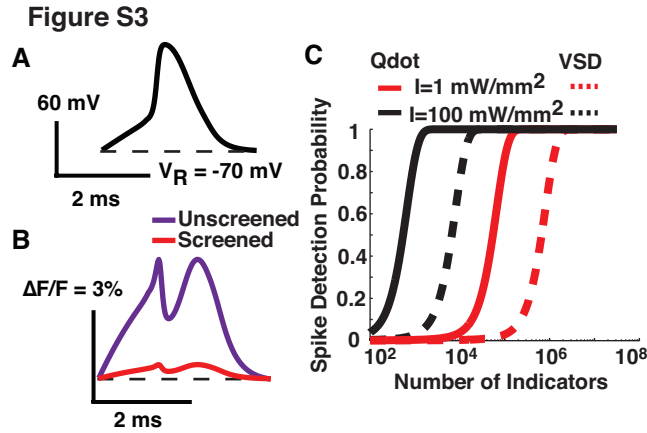 Figure S3
A
60 mV
2 ms
V_R = -70 mV
B
Unscreened
Screened
ΔF/F = 3%
2 ms
C
Qdot VSD
I=1 mW/mm²
I=100 mW/mm²
Spike Detection Probability
1
0.8
0.6
0.4
0.2
0
10² 10⁴ 10⁵ 10⁶ 10⁸
Number of Indicators